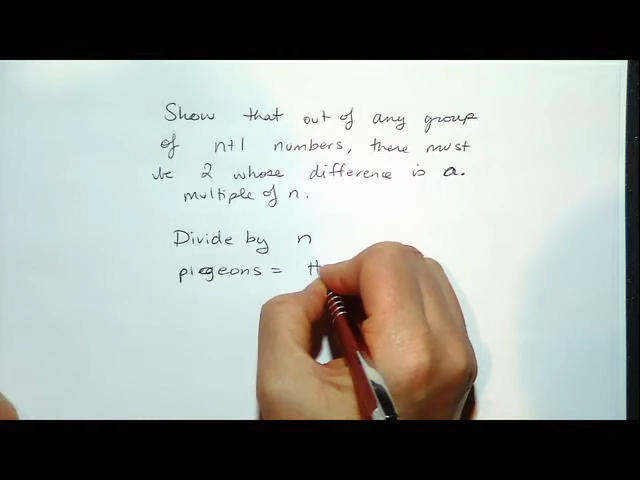 Show that out of any group
of n+1 numbers, there must
be 2 whose difference is a.
multiple of n.
Divide by n
pigeons =